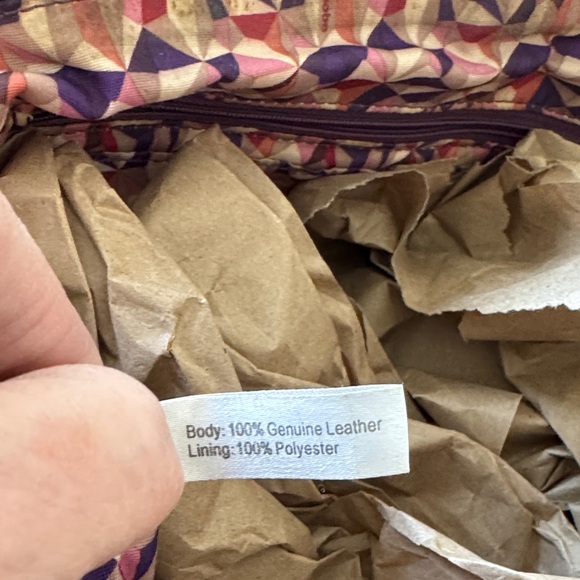 Body: 100% Genuine Leather
Lining:100% Polyester